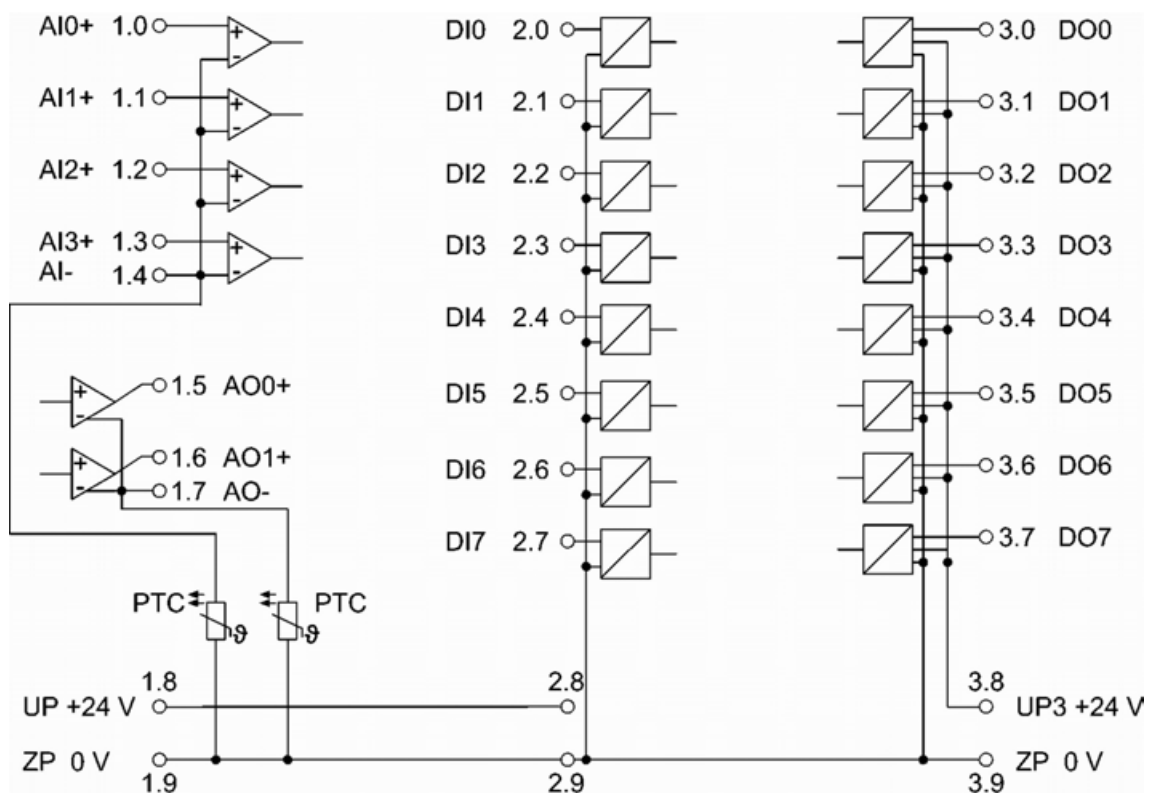 AI0+ 1.0 + -
AI1+ 1.1 + -
AI2+ 1.2 + -
AI3+ 1.3 + -
AI- 1.4
+ - 1.5 AO0+
+ - 1.6 AO1+
1.7 AO-
PTC ϑ ϑ PTC
1.8
UP +24 V
ZP 0 V
1.9
DI0 2.0
DI1 2.1
DI2 2.2
DI3 2.3
DI4 2.4
DI5 2.5
DI6 2.6
DI7 2.7
2.8
2.9
3.0 DO0
3.1 DO1
3.2 DO2
3.3 DO3
3.4 DO4
3.5 DO5
3.6 DO6
3.7 DO7
3.8
UP3 +24 V
ZP 0 V
3.9